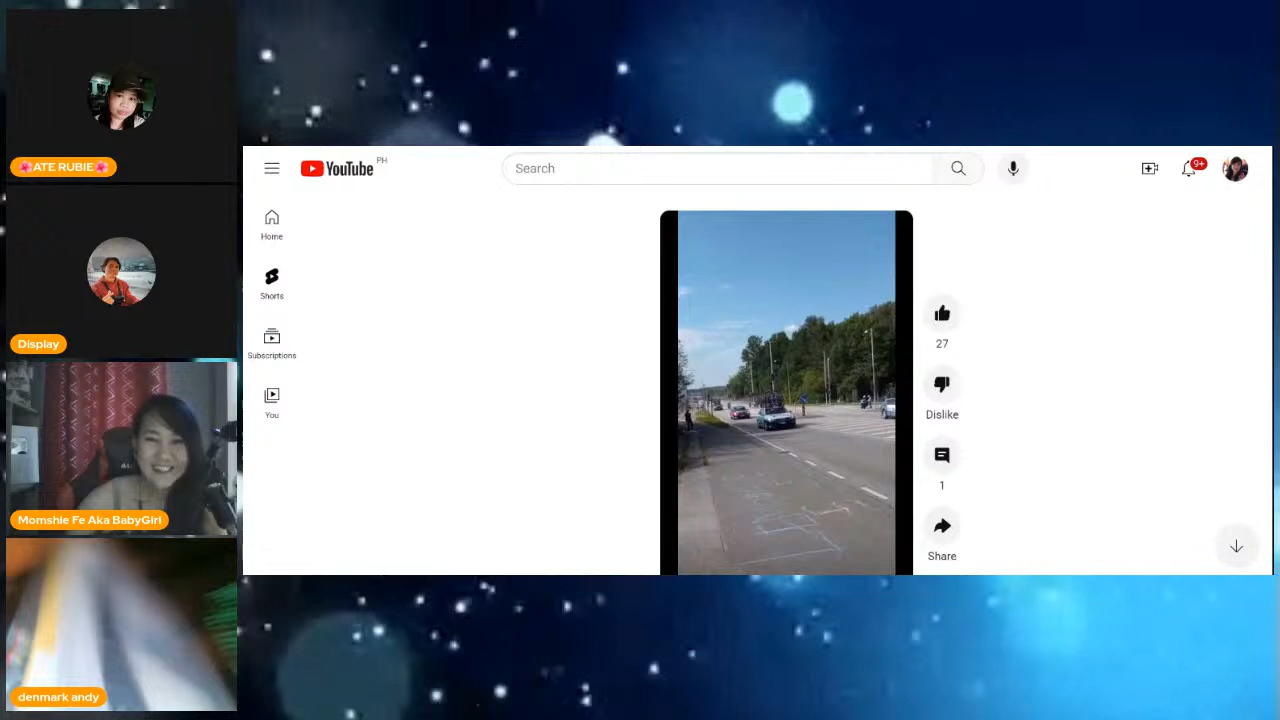 🌸ATE RUBIE🌸
Display
Momshie Fe Aka BabyGirl
denmark andy
YouTube PH
Search
9+
Home
Shorts
Subscriptions
You
27
Dislike
1
Share